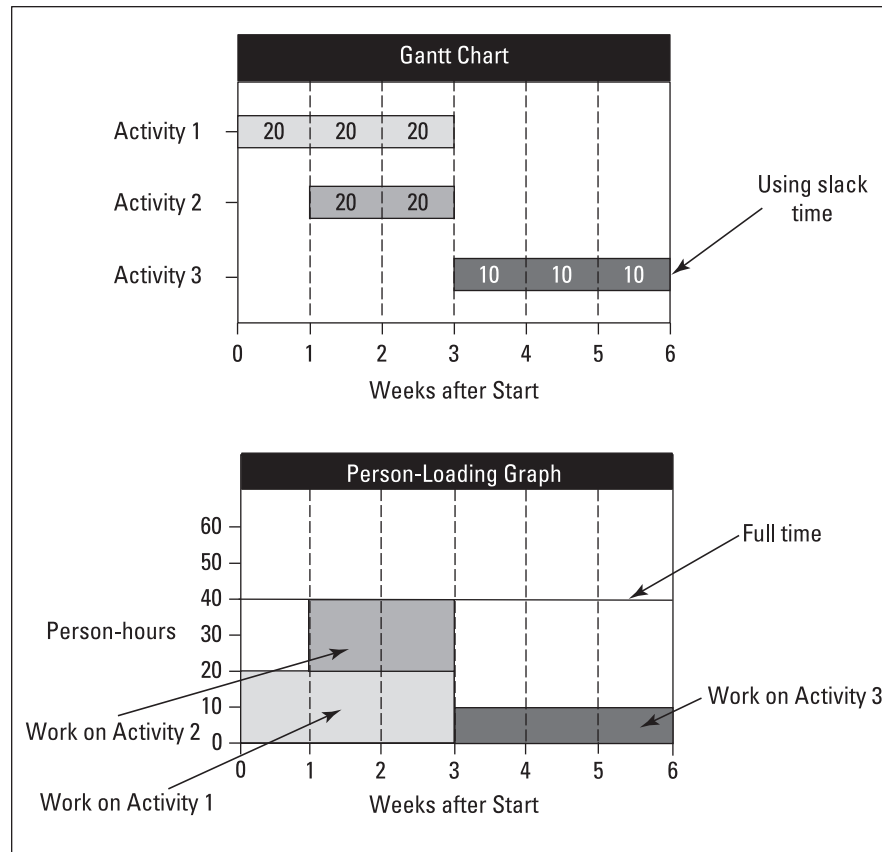 Gantt Chart
Activity 1
20 20 20
Activity 2
20 20
Using slack
time
Activity 3
10 10 10
0 1 2 3 4 5 6
Weeks after Start
Person-Loading Graph
60
50
40
30
20
10
0
Person-hours
Full time
Work on Activity 3
Work on Activity 2
Work on Activity 1
0 1 2 3 4 5 6
Weeks after Start